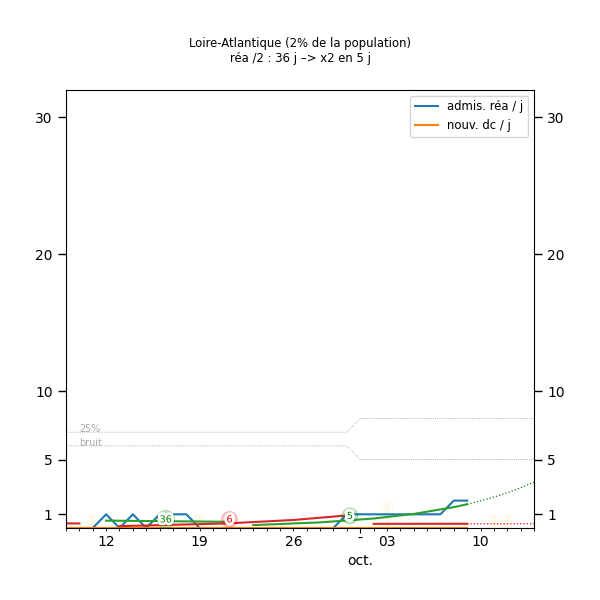 Loire-Atlantique (2% de la population)
réa /2 : 36 j –> x2 en 5 j
admis. réa / j
nouv. dc / j
30 30
20 20
10 10
25%
bruit
5 5
1 36 6 5 1
12 19 26 - 03 10
oct.